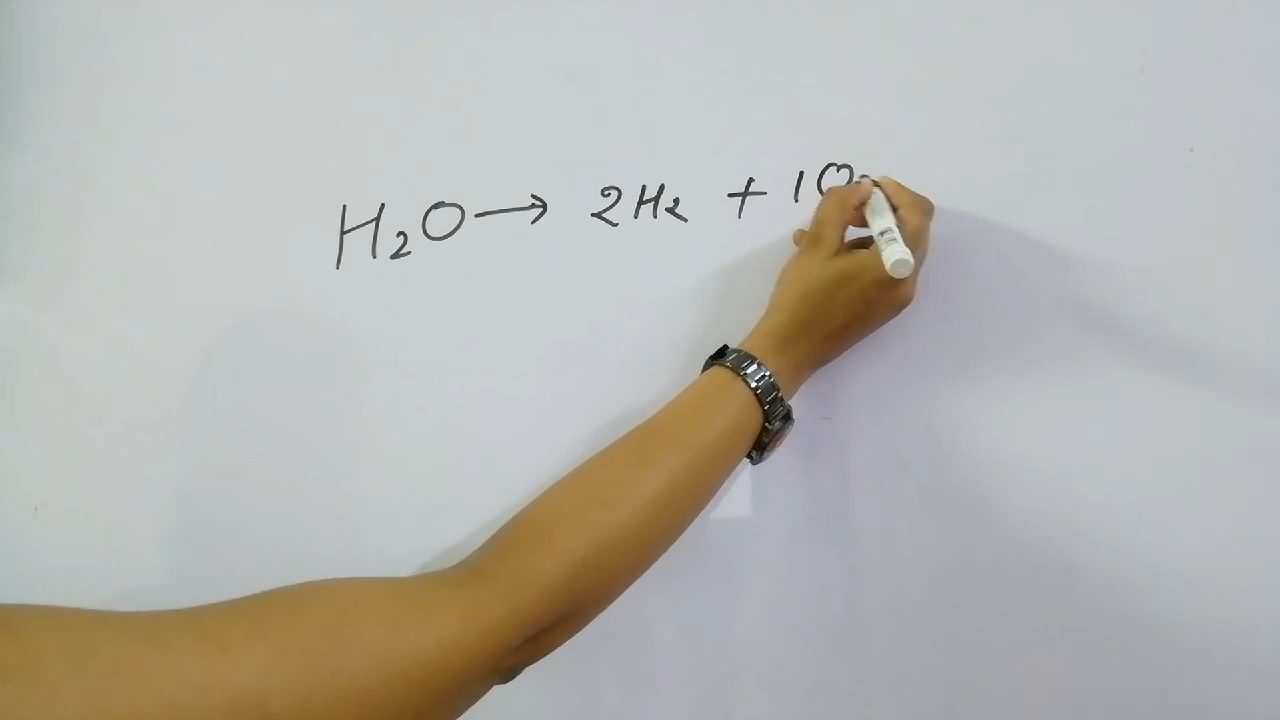 H₂O → 2H₂ + 1O